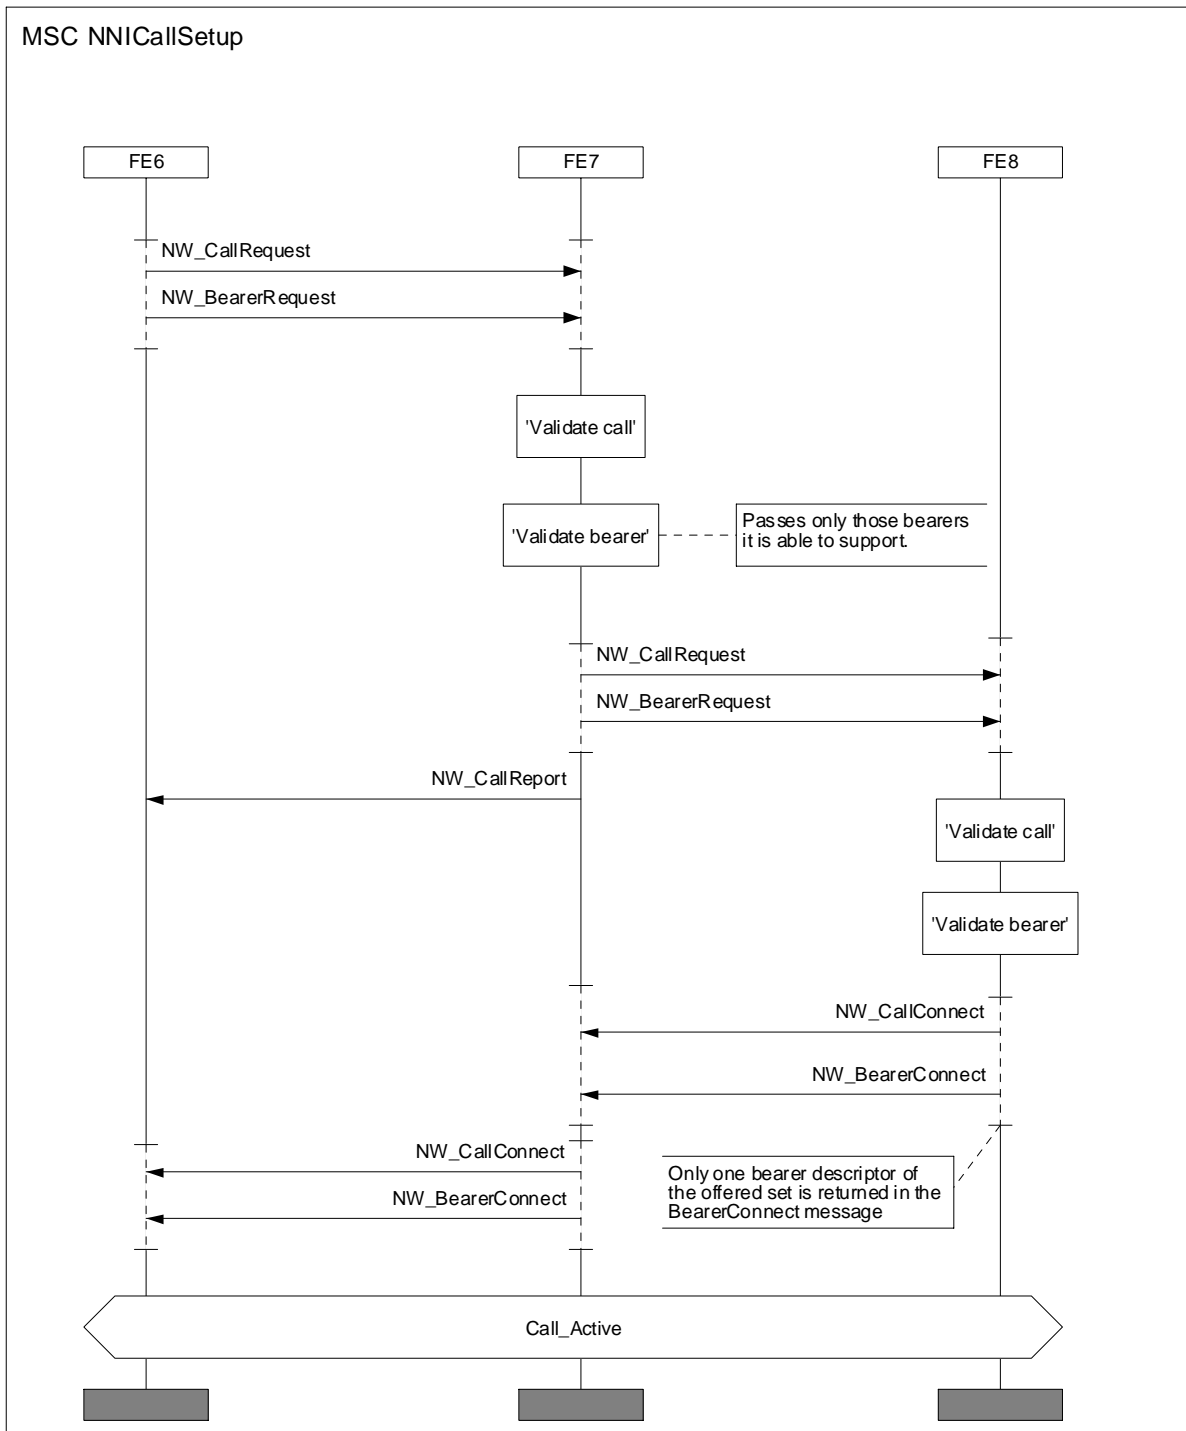 MSC NNICallSetup
FE6
FE7
FE8
NW_CallRequest
NW_BearerRequest
'Validate call'
'Validate bearer'
Passes only those bearers
it is able to support.
NW_CallRequest
NW_BearerRequest
NW_CallReport
'Validate call'
'Validate bearer'
NW_CallConnect
NW_BearerConnect
NW_CallConnect
NW_BearerConnect
Only one bearer descriptor of
the offered set is returned in the
BearerConnect message
Call_Active